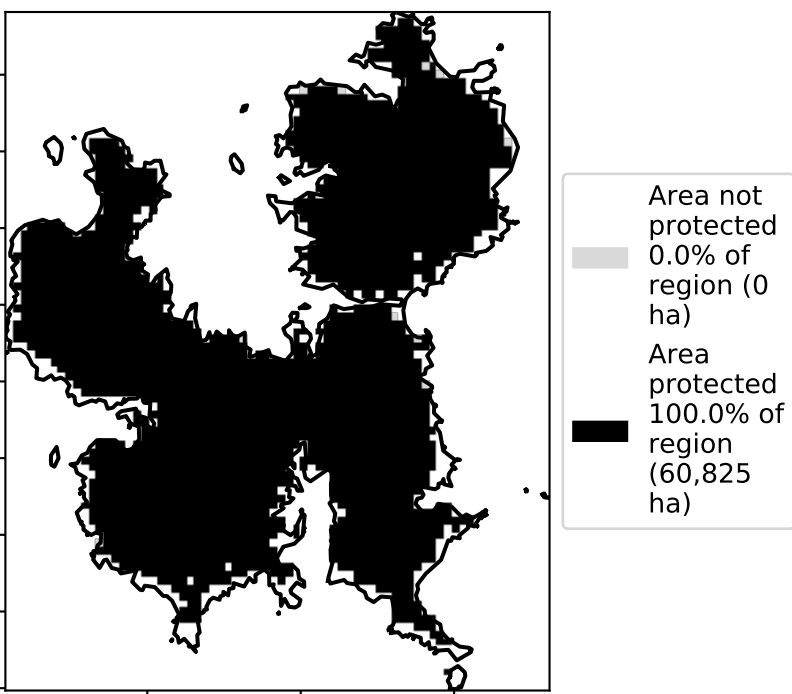 Area not
protected
0.0% of
region (0
ha)
Area
protected
100.0% of
region
(60,825
ha)